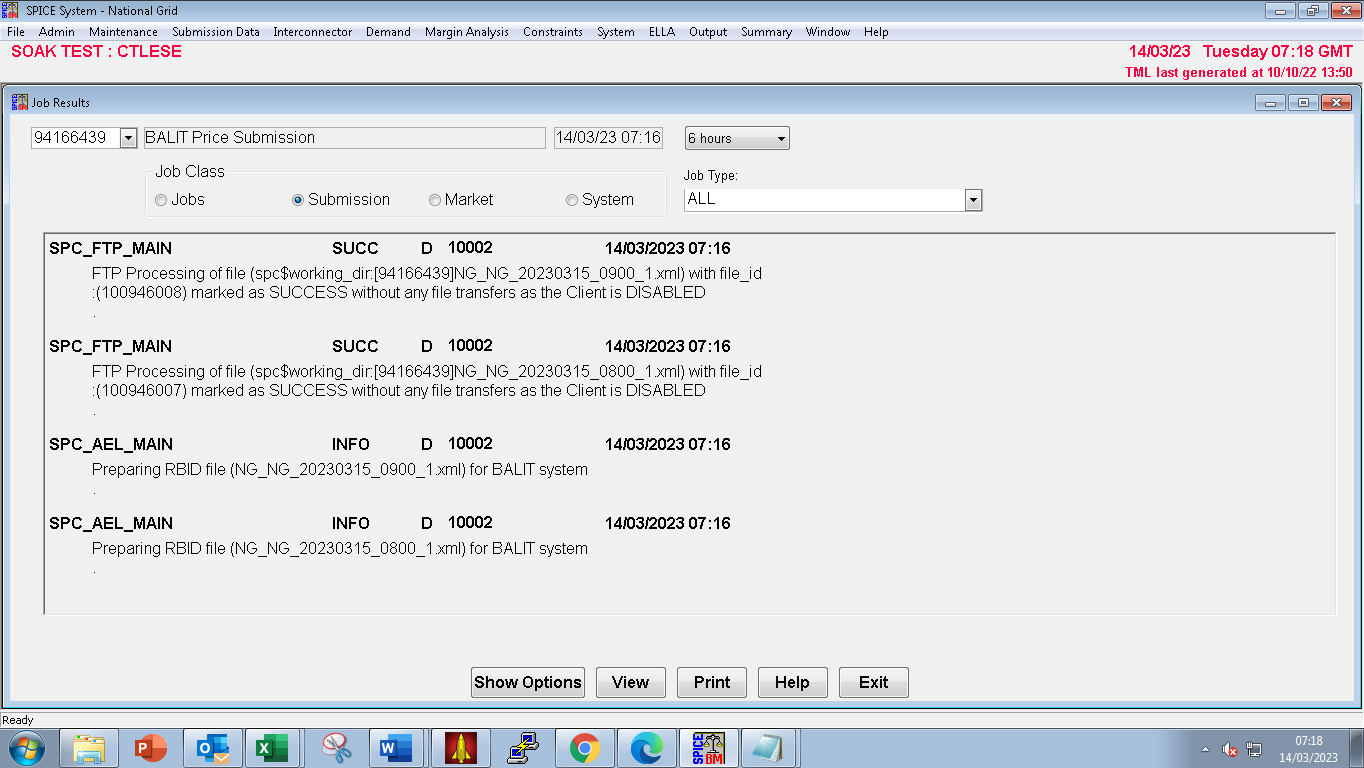 SPICE System - National Grid
File Admin Maintenance Submission Data Interconnector Demand Margin Analysis Constraints System ELLA Output Summary Window Help
SOAK TEST : CTLESE 14/03/23 Tuesday 07:18 GMT
TML last generated at 10/10/22 13:50
Job Results
94166439 BALIT Price Submission 14/03/23 07:16 6 hours
Job Class
Job Type:
Jobs Submission Market System
ALL
SPC_FTP_MAIN SUCC D 10002 14/03/2023 07:16
FTP Processing of file (spc$working_dir:[94166439]NG_NG_20230315_0900_1.xml) with file_id
:(100946008) marked as SUCCESS without any file transfers as the Client is DISABLED
.
SPC_FTP_MAIN SUCC D 10002 14/03/2023 07:16
FTP Processing of file (spc$working_dir:[94166439]NG_NG_20230315_0800_1.xml) with file_id
:(100946007) marked as SUCCESS without any file transfers as the Client is DISABLED
.
SPC_AEL_MAIN INFO D 10002 14/03/2023 07:16
Preparing RBID file (NG_NG_20230315_0900_1.xml) for BALIT system
.
SPC_AEL_MAIN INFO D 10002 14/03/2023 07:16
Preparing RBID file (NG_NG_20230315_0800_1.xml) for BALIT system
.
Show Options View Print Help Exit
Ready
07:18
14/03/2023